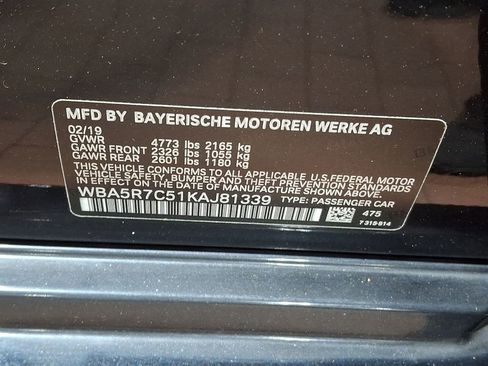 MFD BY BAYERISCHE MOTOREN WERKE AG
02/19
GVWR 4773 lbs 2165 kg
GAWR FRONT 2326 lbs 1055 kg
GAWR REAR 2601 lbs 1180 kg
THIS VEHICLE CONFORMS TO ALL APPLICABLE U.S.FEDERAL MOTOR
VEHICLE SAFETY, BUMPER, AND THEFT PREVENTION STANDARDS
IN EFFECT ON THE DATE OF MANUFACTURE SHOWN ABOVE.
WBA5R7C51KAJ81339 TYPE: PASSENGER CAR
475
7 319 914